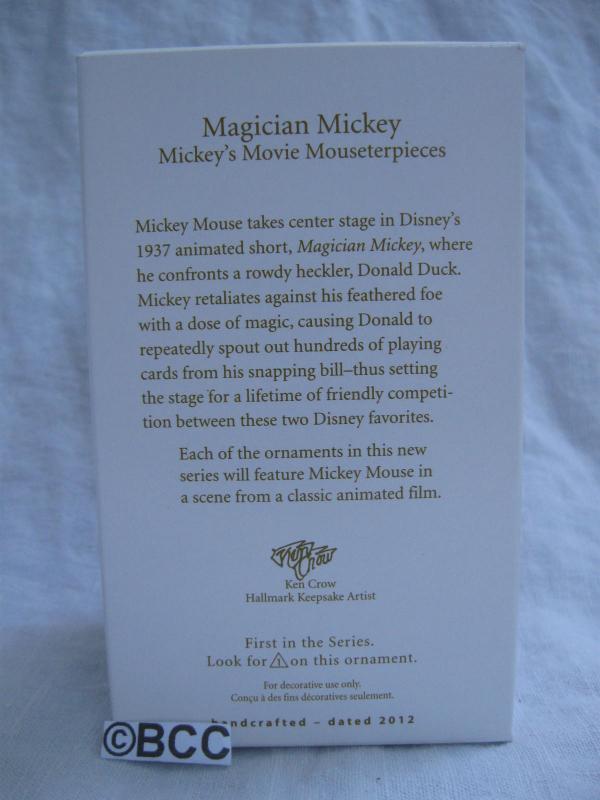 Magician Mickey
Mickey's Movie Mouseterpieces
Mickey Mouse takes center stage in Disney's
1937 animated short, Magician Mickey, where
he confronts a rowdy heckler, Donald Duck.
Mickey retaliates against his feathered foe
with a dose of magic, causing Donald to
repeatedly spout out hundreds of playing
cards from his snapping bill–thus setting
the stage for a lifetime of friendly competi-
tion between these two Disney favorites.
Each of the ornaments in this new
series will feature Mickey Mouse in
a scene from a classic animated film.
Ken Crow
Ken Crow
Hallmark Keepsake Artist
First in the Series.
Look for 1 on this ornament.
For decorative use only.
Conçu à des fins décoratives seulement.
handcrafted – dated 2012
©BCC